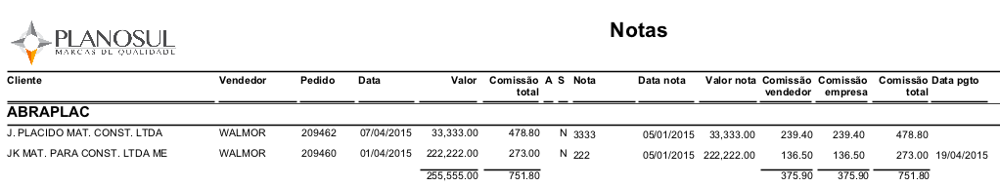 Notas
PLANOSUL
MARCAS DE QUALIDADE
Cliente Vendedor Pedido Data Valor Comissão total A S Nota Data nota Valor nota Comissão vendedor Comissão empresa Comissão total Data pgto
ABRAPLAC
J. PLACIDO MAT. CONST. LTDA WALMOR 209462 07/04/2015 33,333.00 478.80 N 3333 05/01/2015 33,333.00 239.40 239.40 478.80
JK MAT. PARA CONST. LTDA ME WALMOR 209460 01/04/2015 222,222.00 273.00 N 222 05/01/2015 222,222.00 136.50 136.50 273.00 19/04/2015
255,555.00 751.80 375.90 375.90 751.80